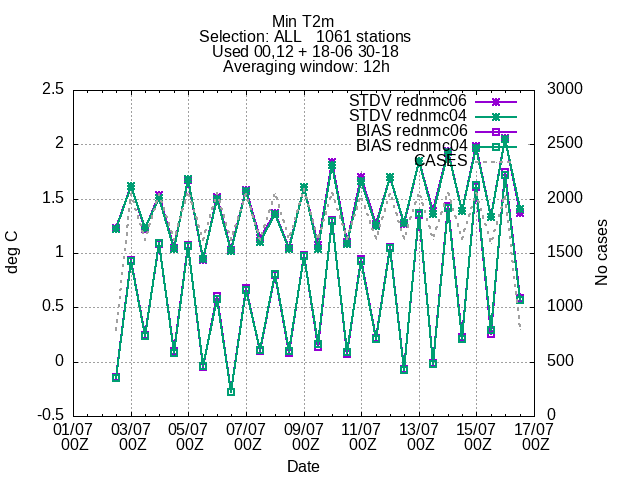 Min T2m
Selection: ALL   1061 stations
Used 00,12 + 18-06 30-18
Averaging window: 12h
2.5
2
1.5
1
0.5
0
-0.5
deg C
3000
2500
2000
1500
1000
500
0
No cases
STDV rednmc06
STDV rednmc04
BIAS rednmc06
BIAS rednmc04
CASES
01/07 00Z
03/07 00Z
05/07 00Z
07/07 00Z
09/07 00Z
11/07 00Z
13/07 00Z
15/07 00Z
17/07 00Z
Date